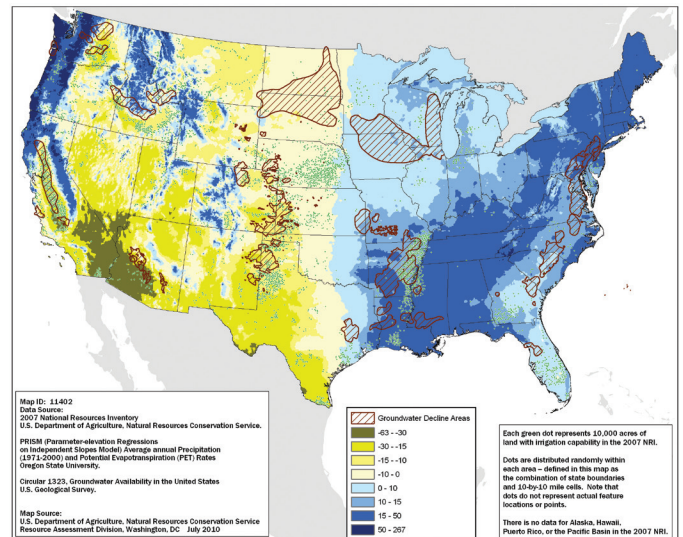 Map ID: 11402
Data Source:
2007 National Resources Inventory
U.S. Department of Agriculture, Natural Resources Conservation Service.
PRISM (Parameter-elevation Regressions
on Independent Slopes Model) Average annual Precipitation
(1971-2000) and Potential Evapotranspiration (PET) Rates
Oregon State University.
Circular 1323, Groundwater Availability in the United States
U.S. Geological Survey.
Map Source:
U.S. Department of Agriculture, Natural Resources Conservation Service
Resource Assessment Division, Washington, DC July 2010
Groundwater Decline Areas
-63 - -30
-30 - -15
-15 - -10
-10 - 0
0 - 10
10 - 15
15 - 50
50 - 267
Each green dot represents 10,000 acres of
land with irrigation capability in the 2007 NRI.
Dots are distributed randomly within
each area – defined in this map as
the combination of state boundaries
and 10-by-10 mile cells. Note that
dots do not represent actual feature
locations or points.
There is no data for Alaska, Hawaii,
Puerto Rico, or the Pacific Basin in the 2007 NRI.